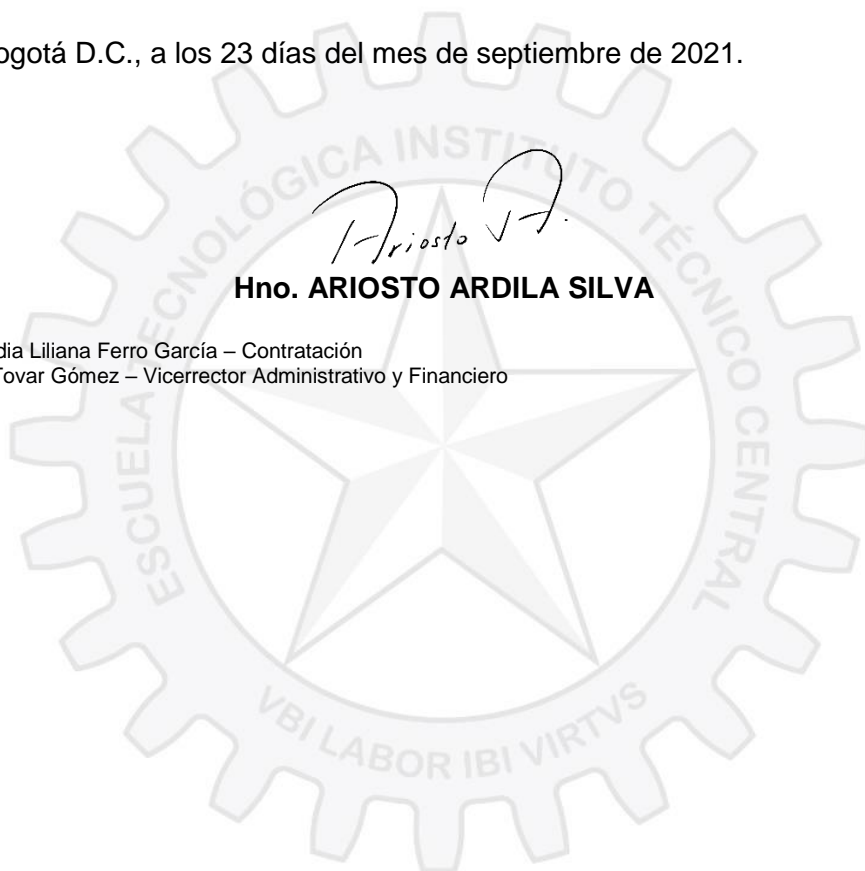 ogotá D.C., a los 23 días del mes de septiembre de 2021.
ESCUELA TECNOLÓGICA INSTITUTO TÉCNICO CENTRAL
Ariosto
Hno. ARIOSTO ARDILA SILVA
dia Liliana Ferro García – Contratación
Tovar Gómez – Vicerrector Administrativo y Financiero
VBI LABOR IBI VIRTVS